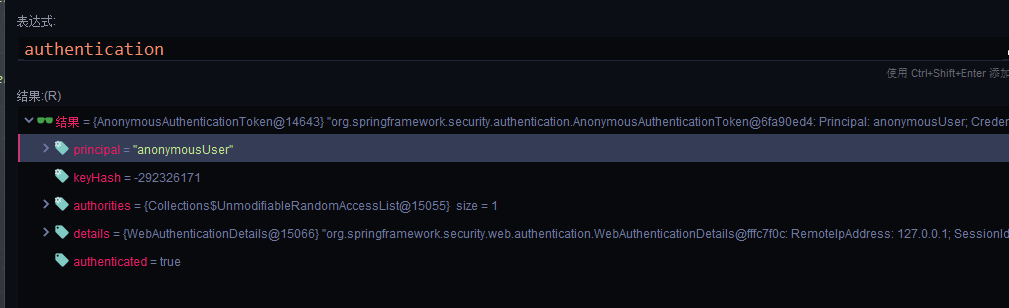 表达式:
authentication
使用 Ctrl+Shift+Enter 添加
结果:(R)
结果 = {AnonymousAuthenticationToken@14643} "org.springframework.security.authentication.AnonymousAuthenticationToken@6fa90ed4: Principal: anonymousUser; Creden
principal = "anonymousUser"
keyHash = -292326171
authorities = {Collections$UnmodifiableRandomAccessList@15055} size = 1
details = {WebAuthenticationDetails@15066} "org.springframework.security.web.authentication.WebAuthenticationDetails@fffc7f0c: RemoteIpAddress: 127.0.0.1; SessionId
authenticated = true